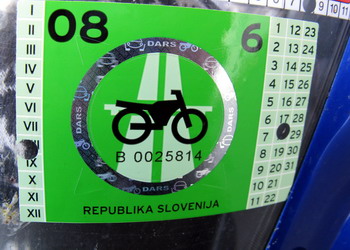 08 6
DARS
DARS
DARS
B 0025814
REPUBLIKA SLOVENIJA
I
II
III
IV
V
VI
VII
IX
X
XI
XII
1 12 23
2 13 24
3 14 25
4 15 26
5 16 27
6 17 28
7 29
8 19 30
9 20 31
10 21
11 22